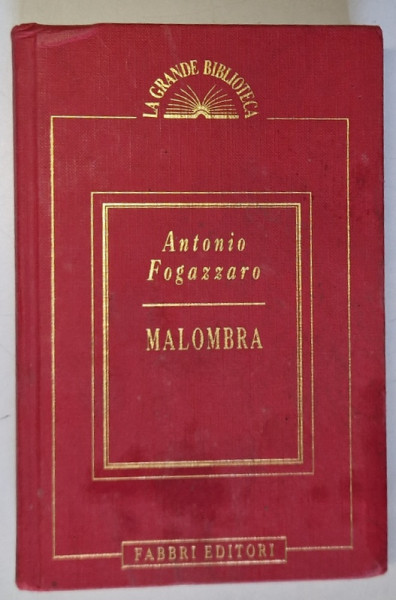 LA GRANDE BIBLIOTECA
Antonio
Fogazzaro
MALOMBRA
FABBRI EDITORI